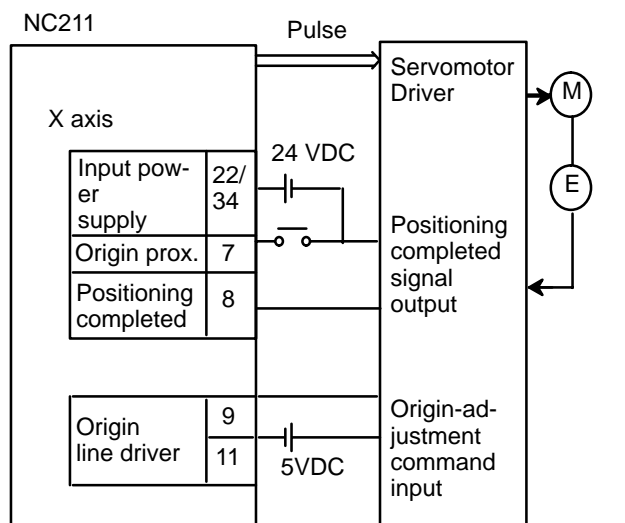 NC211
Pulse
Servomotor
Driver
M
X axis
24 VDC
Input pow-
er
supply
22/
34
E
Origin prox.
7
Positioning
completed
8
Positioning
completed
signal
output
Origin
line driver
9
11
5VDC
Origin-ad-
justment
command
input